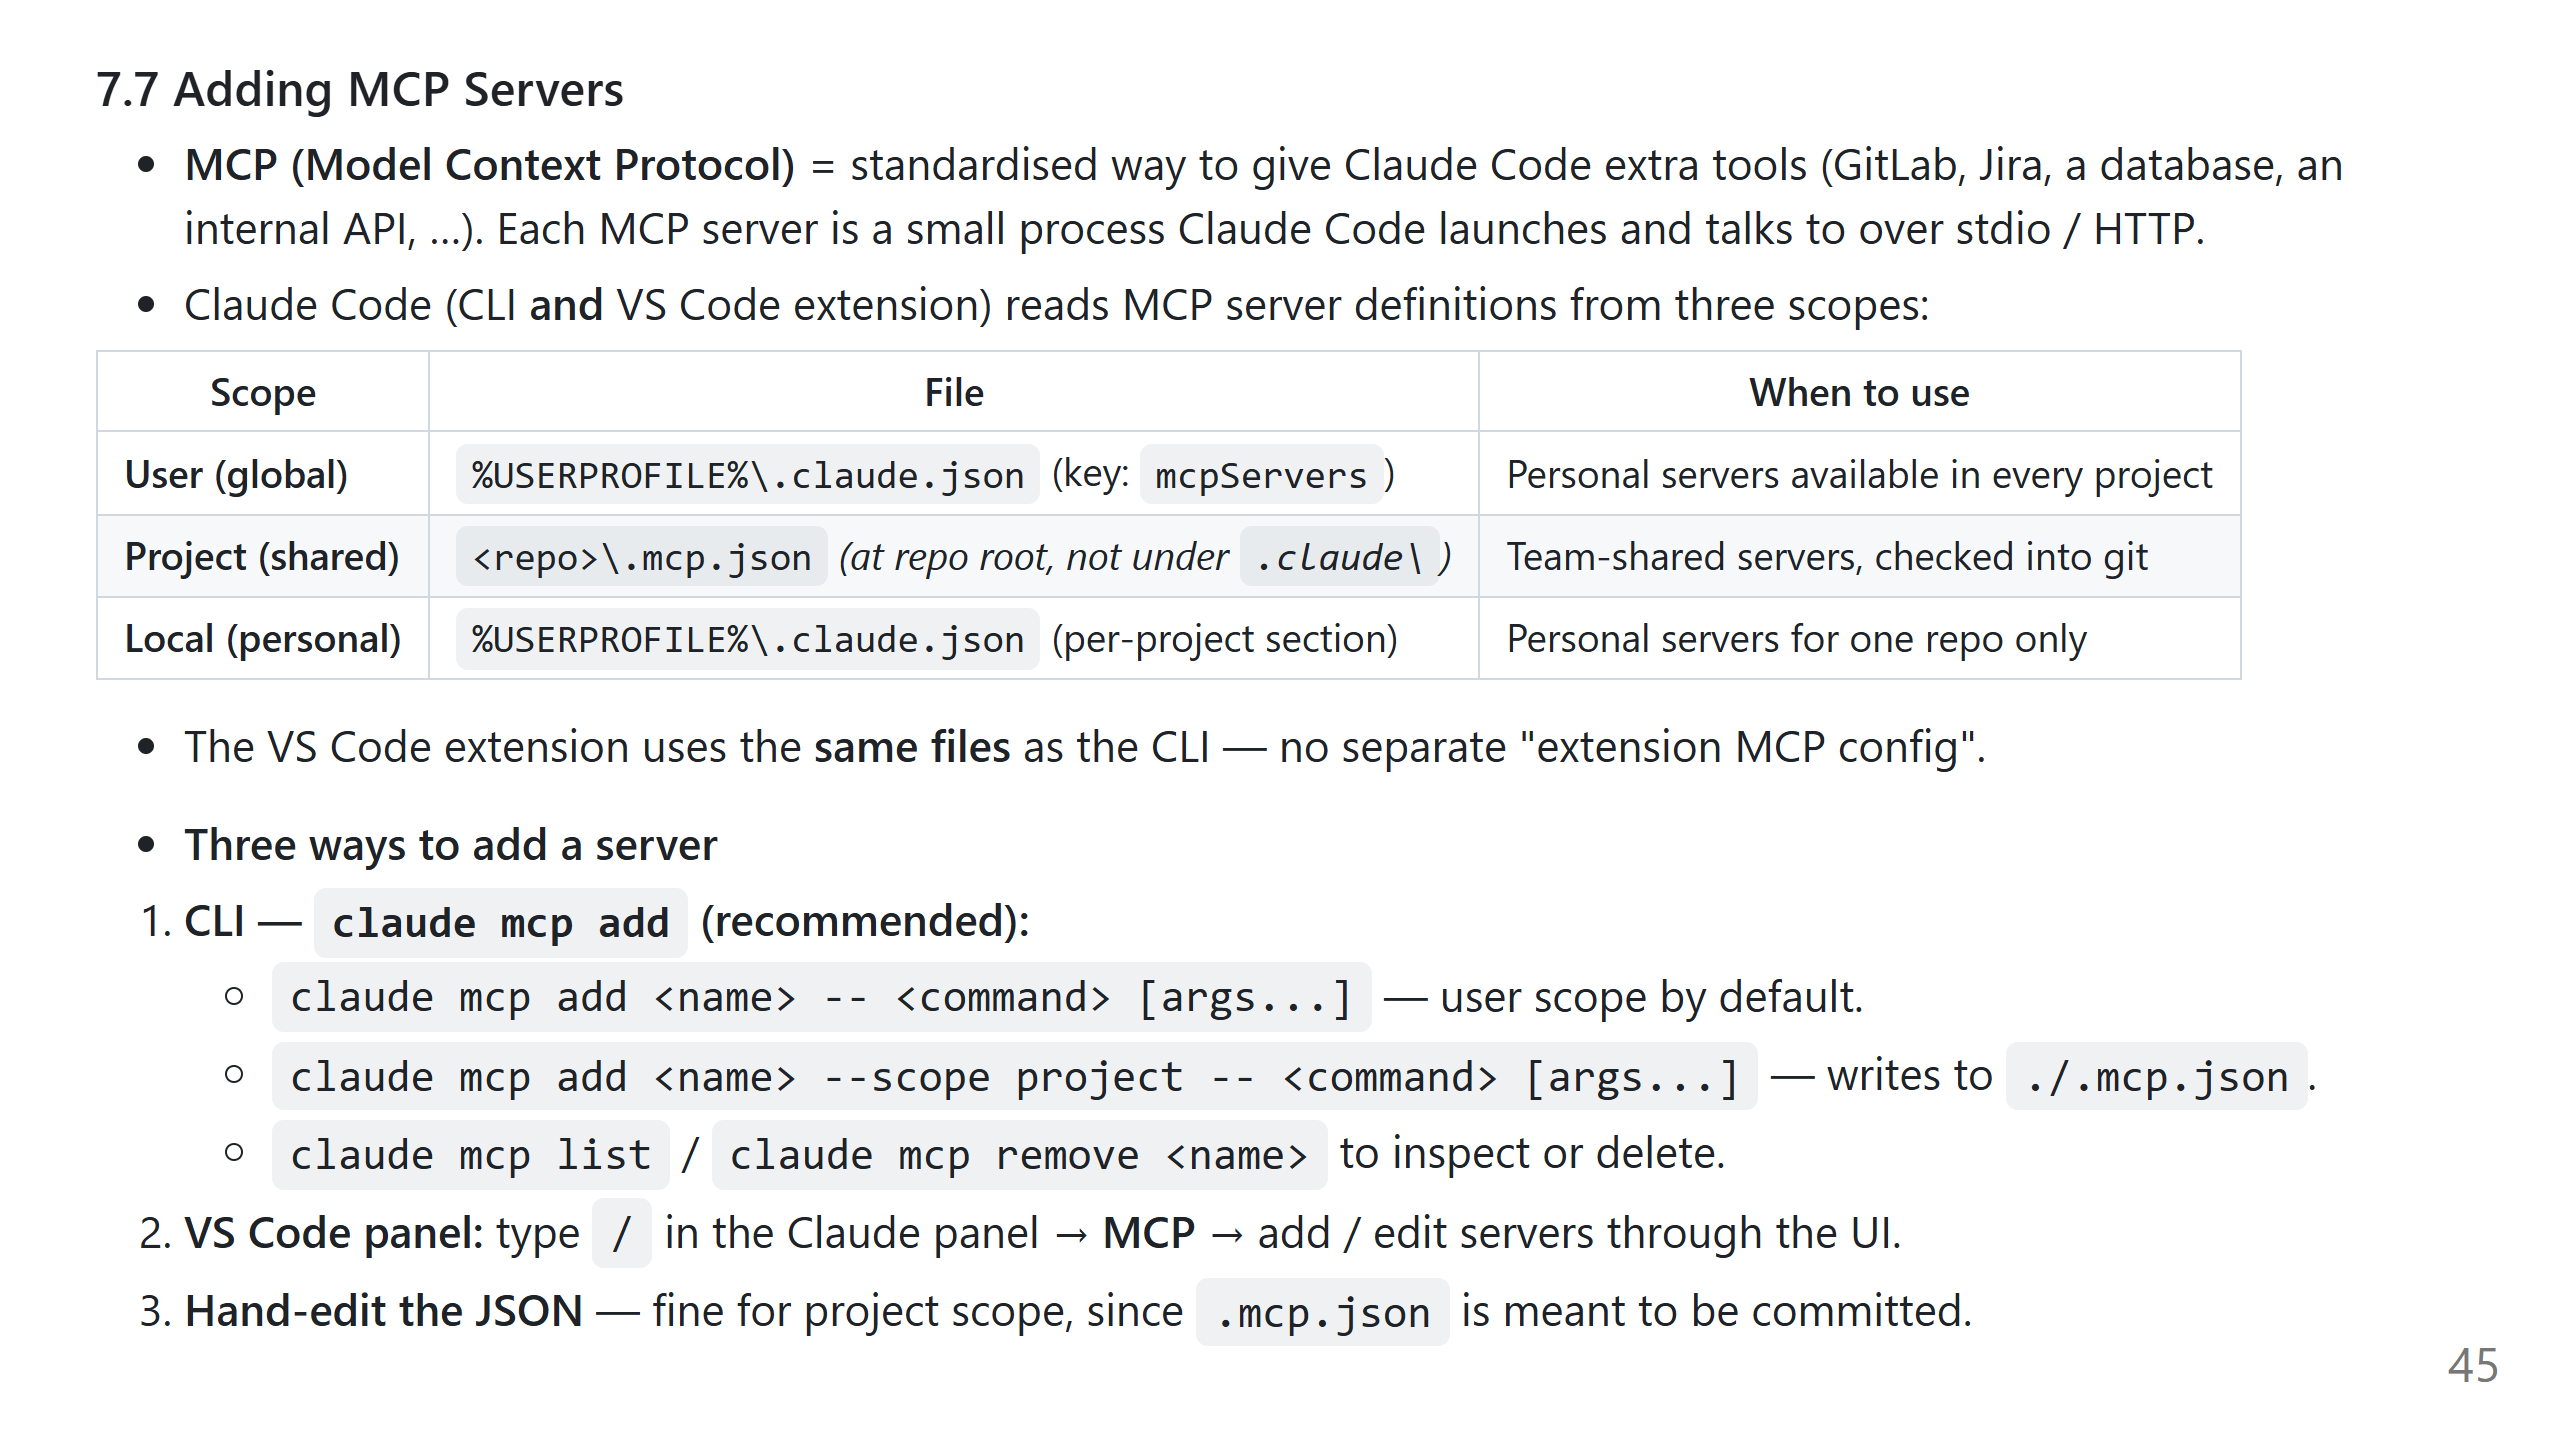 7.7 Adding MCP Servers
• MCP (Model Context Protocol) = standardised way to give Claude Code extra tools (GitLab, Jira, a database, an
internal API, ...). Each MCP server is a small process Claude Code launches and talks to over stdio / HTTP.
• Claude Code (CLI and VS Code extension) reads MCP server definitions from three scopes:
Scope File When to use
User (global) %USERPROFILE%\.claude.json (key: mcpServers) Personal servers available in every project
Project (shared) <repo>\.mcp.json (at repo root, not under .claude\) Team-shared servers, checked into git
Local (personal) %USERPROFILE%\.claude.json (per-project section) Personal servers for one repo only
• The VS Code extension uses the same files as the CLI — no separate "extension MCP config".
• Three ways to add a server
1. CLI — claude mcp add (recommended):
○ claude mcp add <name> -- <command> [args...] — user scope by default.
○ claude mcp add <name> --scope project -- <command> [args...] — writes to ./.mcp.json.
○ claude mcp list / claude mcp remove <name> to inspect or delete.
2. VS Code panel: type / in the Claude panel → MCP → add / edit servers through the UI.
3. Hand-edit the JSON — fine for project scope, since .mcp.json is meant to be committed.
45